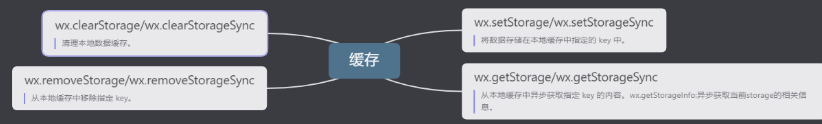 wx.clearStorage/wx.clearStorageSync
清理本地数据缓存。
wx.removeStorage/wx.removeStorageSync
从本地缓存中移除指定 key。
缓存
wx.setStorage/wx.setStorageSync
将数据存储在本地缓存中指定的 key 中。
wx.getStorage/wx.getStorageSync
从本地缓存中异步获取指定 key 的内容。wx.getStorageInfo:异步获取当前storage的相关信
息。